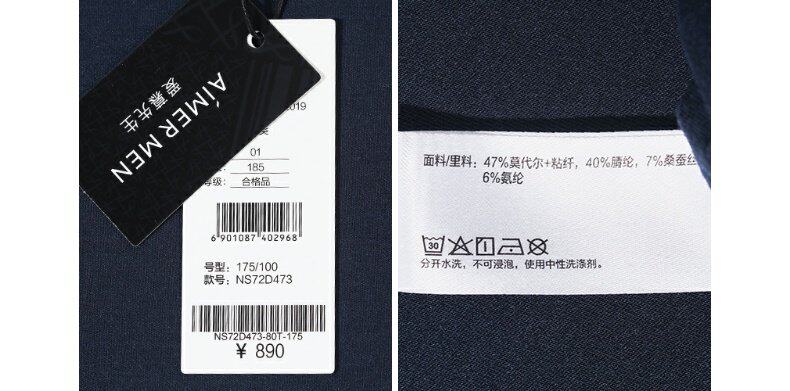 AIMER MEN
爱慕先生
2019
类
01
185
等级: 合格品
6 901087 402968
号型: 175/100
款号: NS72D473
NS72D473-80T-175
¥ 890
面料/里料: 47%莫代尔+粘纤, 40%腈纶, 7%桑蚕丝
6%氨纶
30
分开水洗, 不可浸泡, 使用中性洗涤剂。